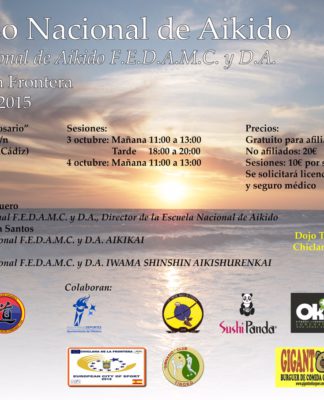 o Nacional de Aikido
onal de Aikido F.E.D.A.M.C. y D.A.
a Frontera
2015
osario"
/n
Cádiz)
Sesiones:
3 octubre: Mañana 11:00 a 13:00
Tarde 18:00 a 20:00
4 octubre: Mañana 11:00 a 13:00
Precios:
Gratuito para afilia
No afiliados: 20€
Sesiones: 10€ por s
Se solicitará licenc
y seguro médico
uero
nal F.E.D.A.M.C. y D.A., Director de la Escuela Nacional de Aikido
n Santos
onal F.E.D.A.M.C. y D.A. AIKIKAI
onal F.E.D.A.M.C. y D.A. IWAMA SHINSHIN AIKISHURENKAI
Dojo T
Chiclan
Colaboran:
DEPORTES
SushiPanda
Ok
CHICLANA DE LA FRONTERA
EUROPEAN CITY OF SPORT
GIGANT
BURGUER DE COMIDA G